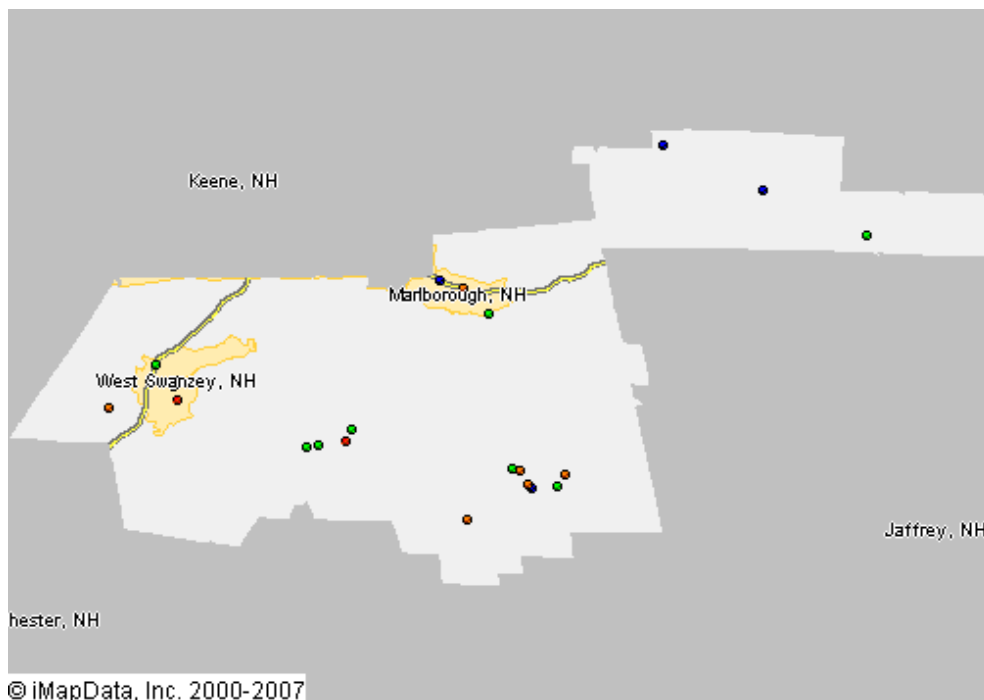 Keene, NH
Marlborough, NH
West Swanzey, NH
Jaffrey, NH
hester, NH
© iMapData, Inc. 2000-2007